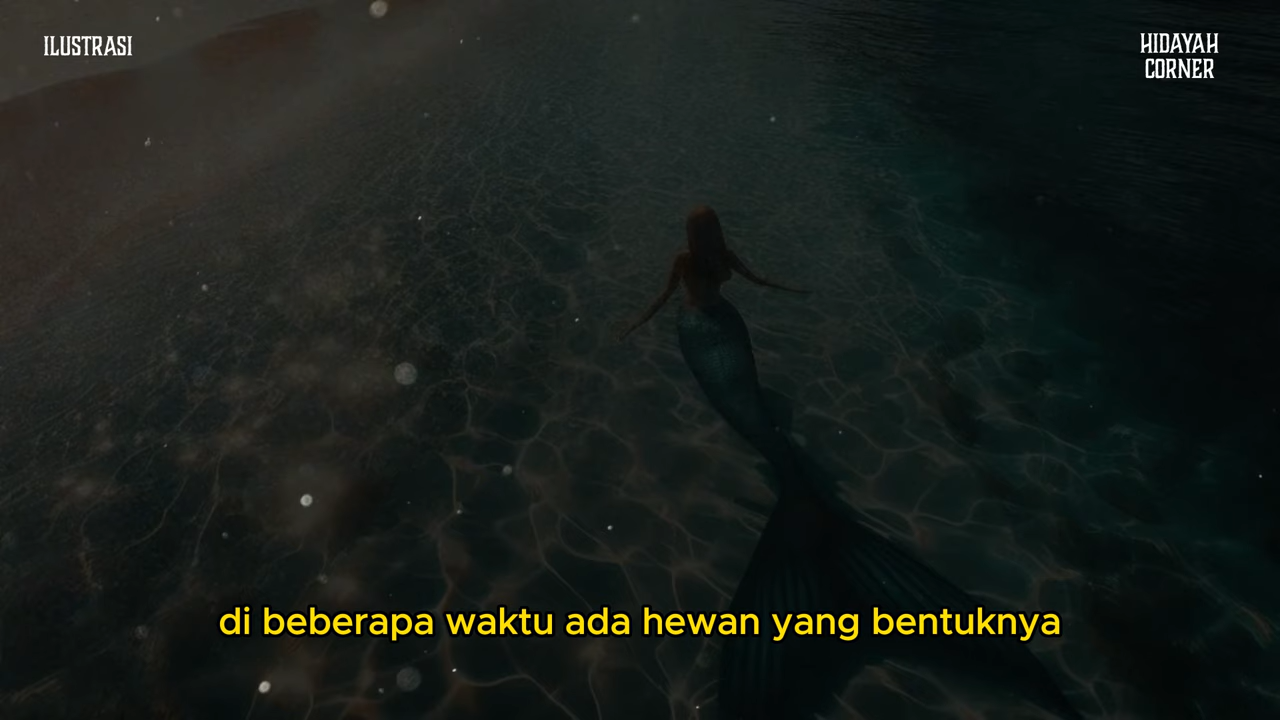 ILUSTRASI
HIDAYAH
CORNER
di beberapa waktu ada hewan yang bentuknya